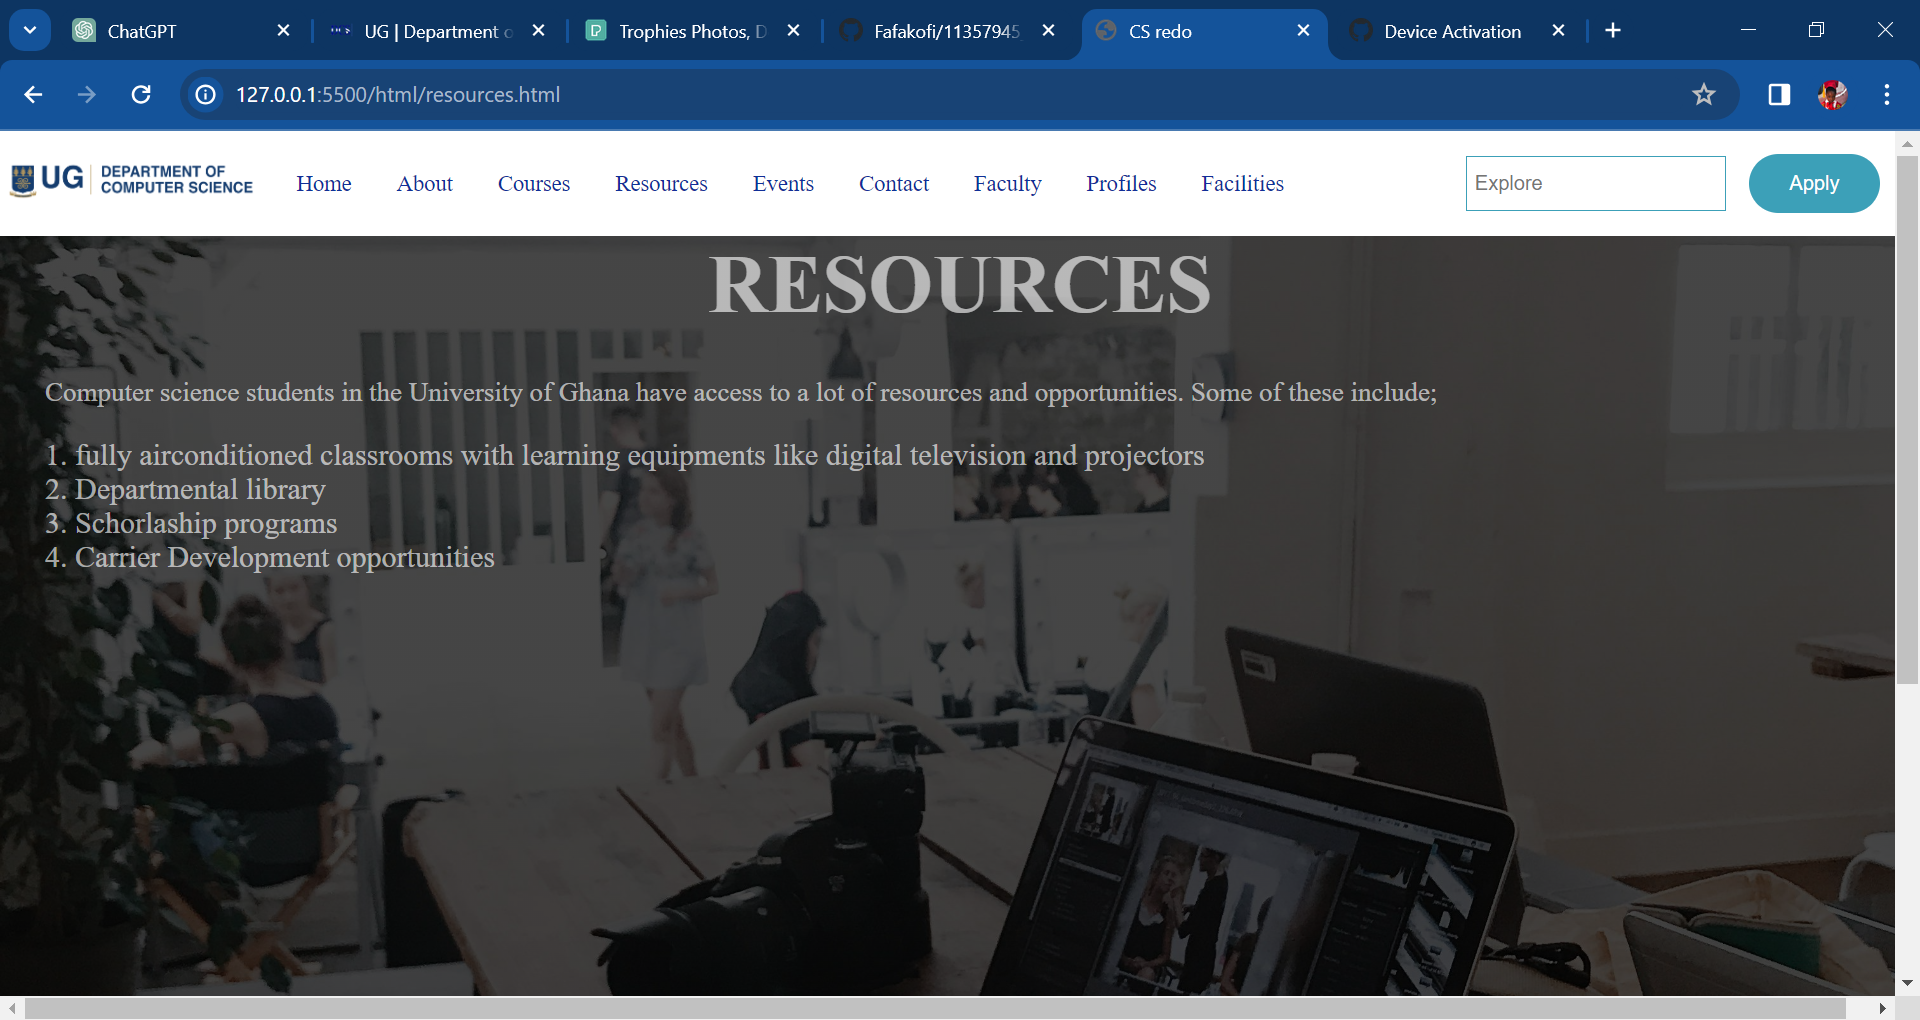 ChatGPT
UG | Department o
Trophies Photos, D
Fafakofi/11357945
CS redo
Device Activation
127.0.0.1:5500/html/resources.html
UG DEPARTMENT OF
COMPUTER SCIENCE
Home About Courses Resources Events Contact Faculty Profiles Facilities
Explore
Apply
RESOURCES
Computer science students in the University of Ghana have access to a lot of resources and opportunities. Some of these include;
1. fully airconditioned classrooms with learning equipments like digital television and projectors
2. Departmental library
3. Schorlaship programs
4. Carrier Development opportunities